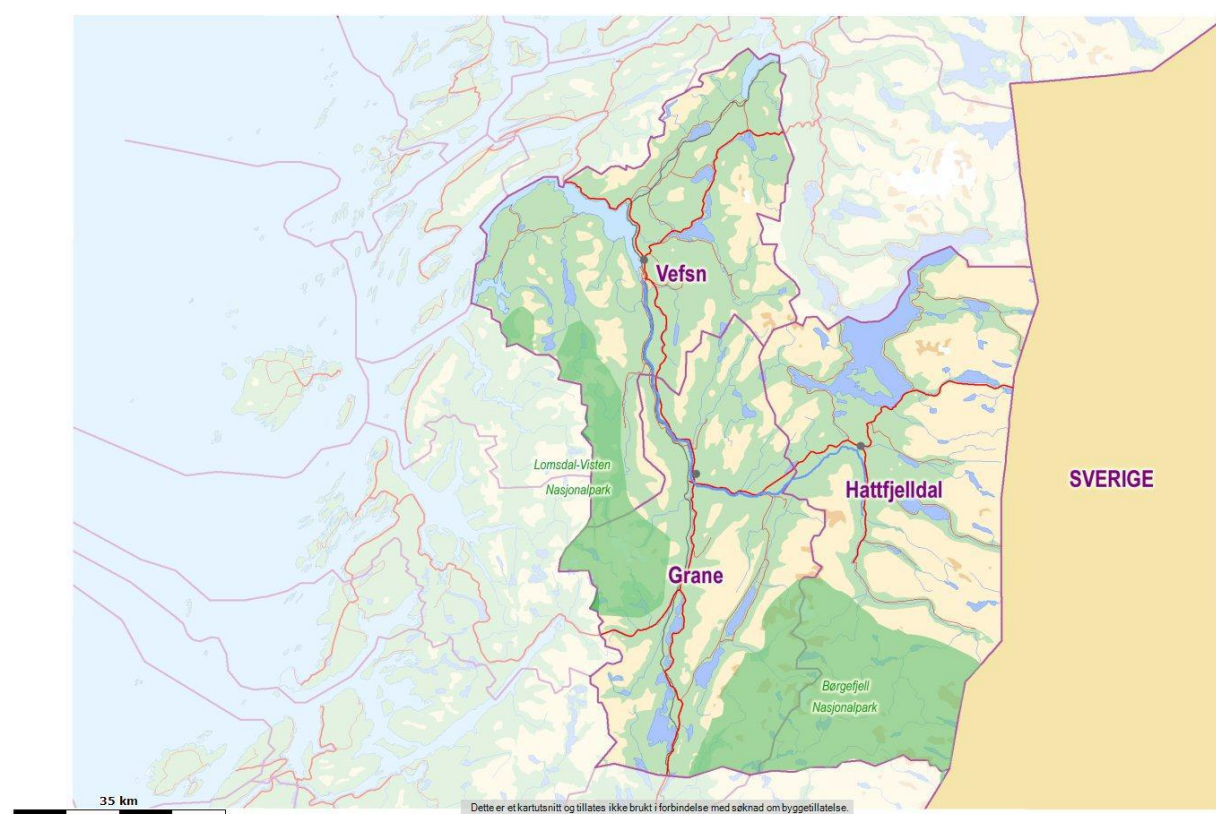 Vefsn
Lomsdal-Visten
Nasjonalpark
Hattfjelldal
SVERIGE
Grane
Børgefjell
Nasjonalpark
35 km
Dette er et kartutsnitt og tillates ikke brukt i forbindelse med søknad om byggetillatelse.